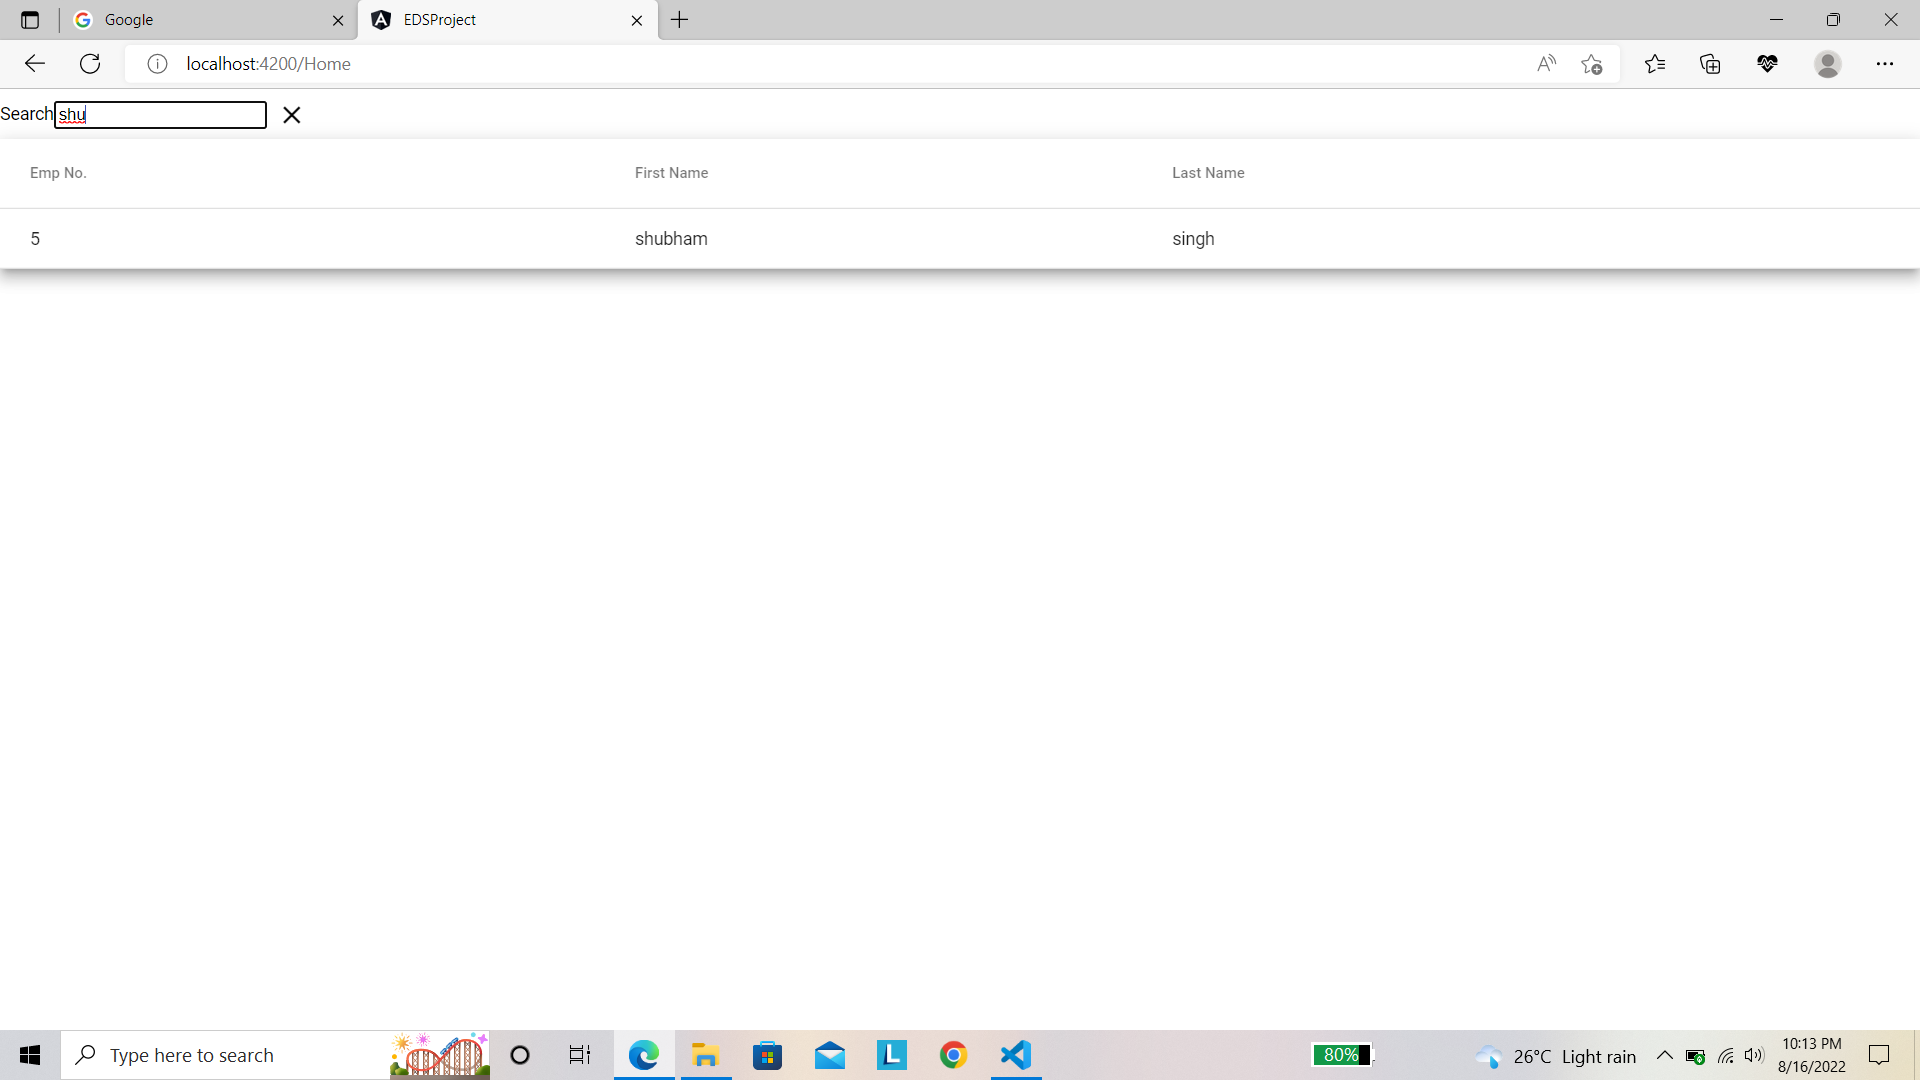 Google
EDSProject
localhost:4200/Home
Search shu
Emp No. First Name Last Name
5 shubham singh
Type here to search
80%
26°C Light rain
10:13 PM
8/16/2022